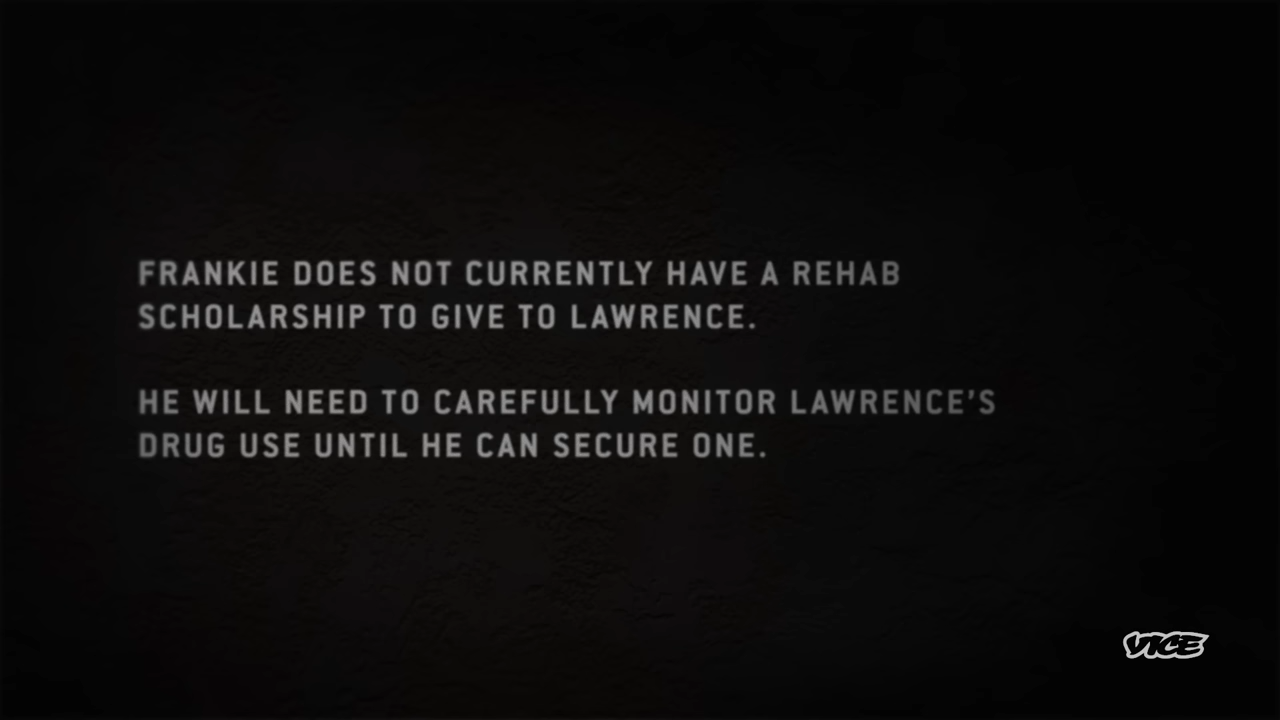 FRANKIE DOES NOT CURRENTLY HAVE A REHAB
SCHOLARSHIP TO GIVE TO LAWRENCE.
HE WILL NEED TO CAREFULLY MONITOR LAWRENCE'S
DRUG USE UNTIL HE CAN SECURE ONE.
VICE